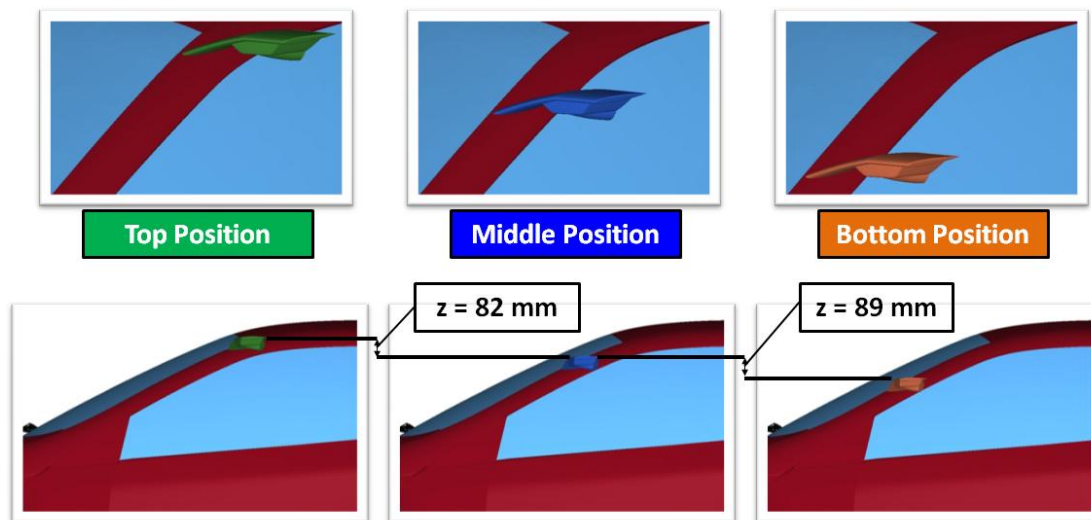 Top Position
Middle Position
Bottom Position
z = 82 mm
z = 89 mm